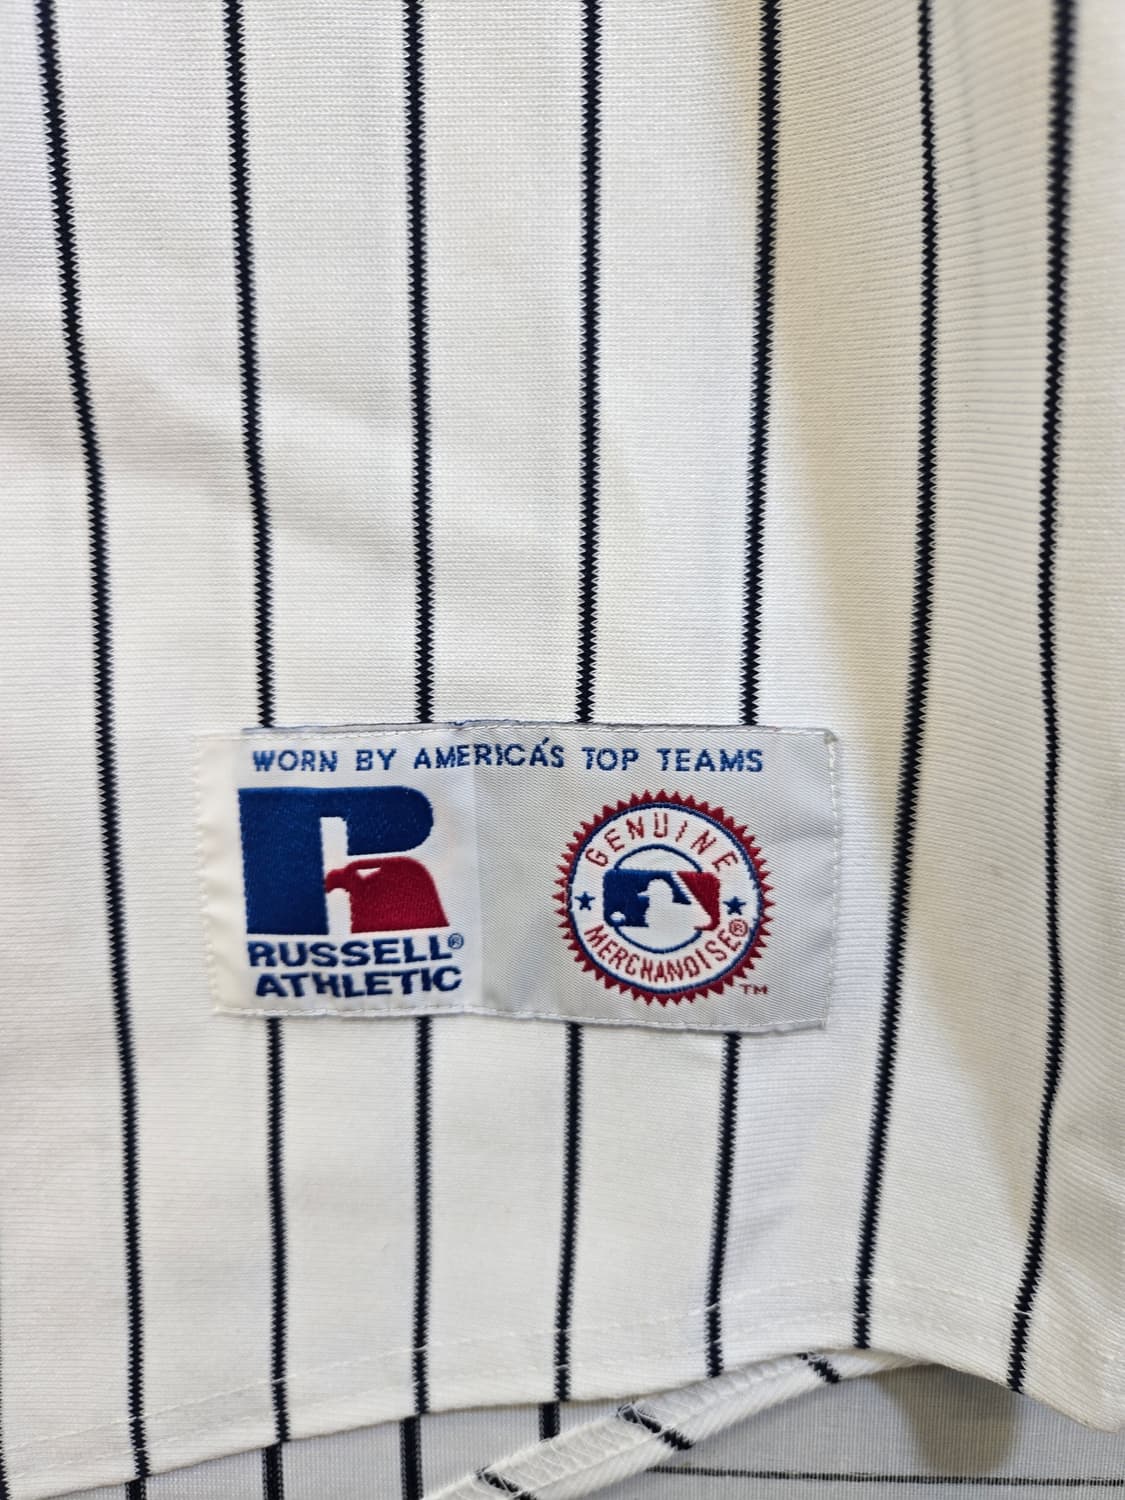 WORN BY AMERICA'S TOP TEAMS
RUSSELL®
ATHLETIC
GENUINE
MERCHANDISE®
TM